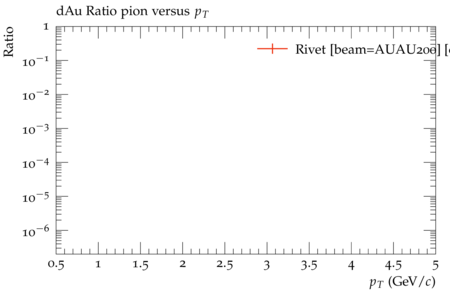 dAu Ratio pion versus p_T
Ratio
1
10⁻¹
10⁻²
10⁻³
10⁻⁴
10⁻⁵
10⁻⁶
Rivet [beam=AUAU200]
0.5 1 1.5 2 2.5 3 3.5 4 4.5 5
p_T (GeV/c)